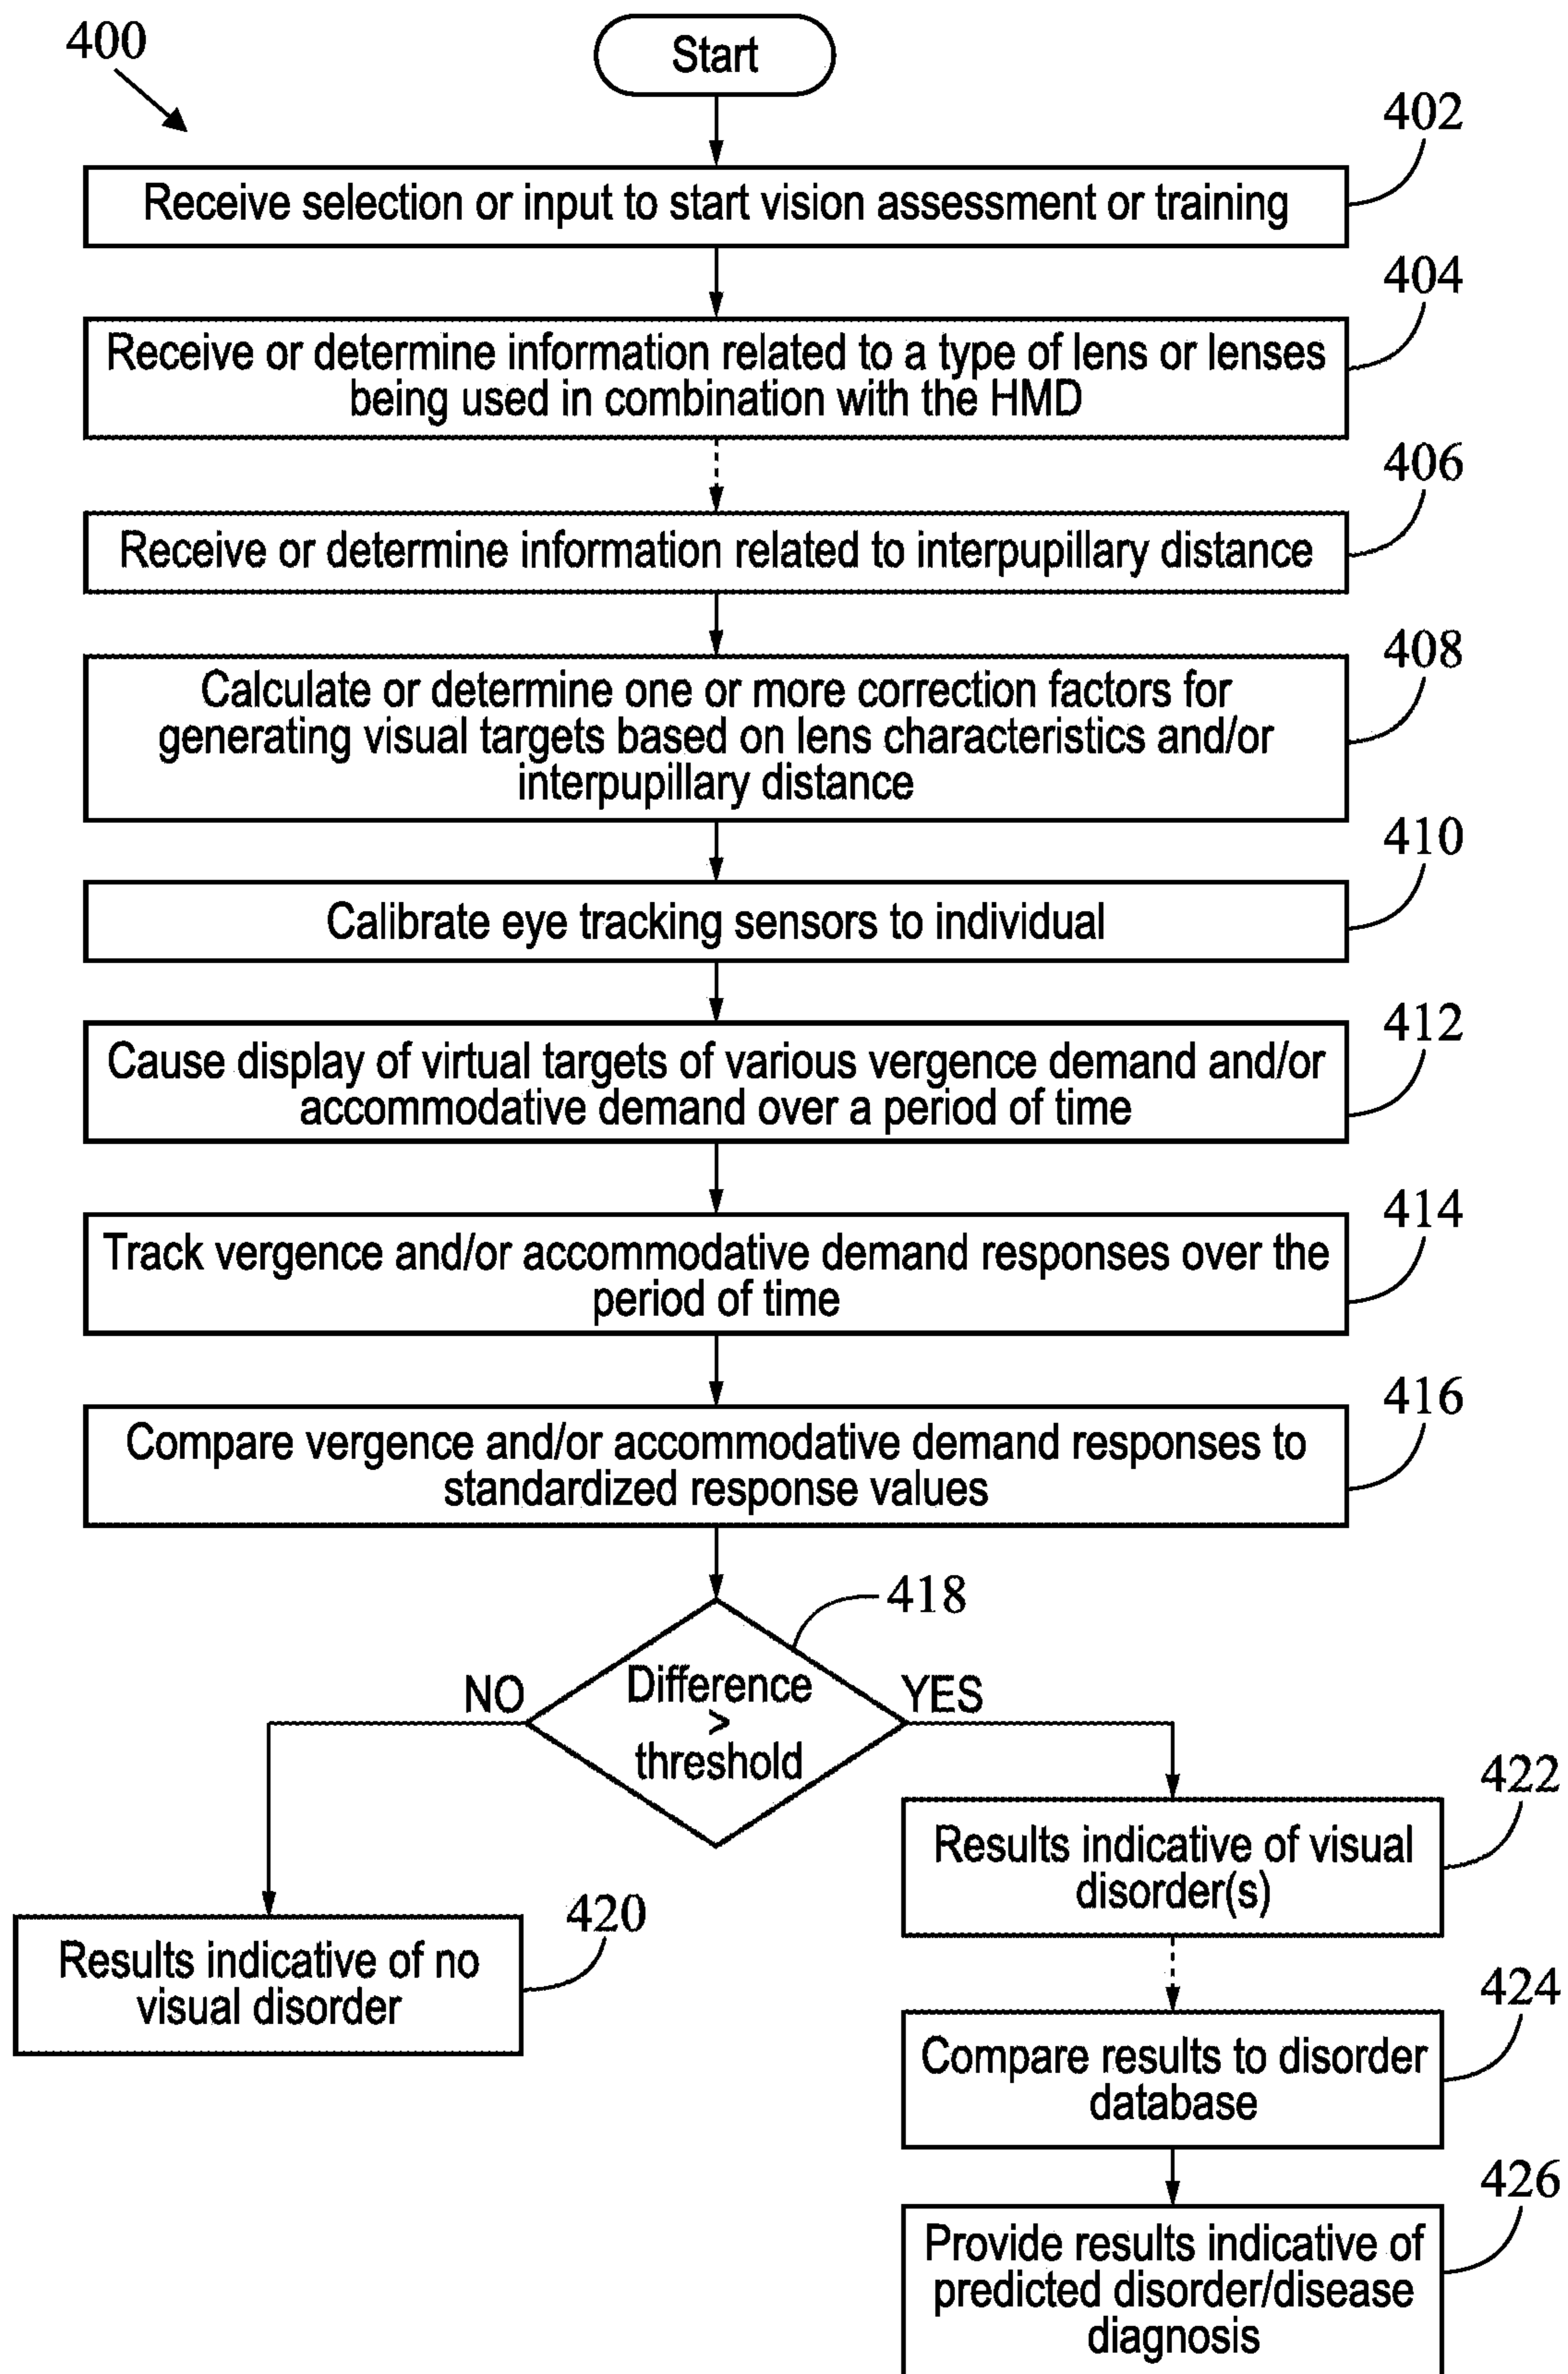 400
Start
402
Receive selection or input to start vision assessment or training
404
Receive or determine information related to a type of lens or lenses
being used in combination with the HMD
406
Receive or determine information related to interpupillary distance
408
Calculate or determine one or more correction factors for
generating visual targets based on lens characteristics and/or
interpupillary distance
410
Calibrate eye tracking sensors to individual
412
Cause display of virtual targets of various vergence demand and/or
accommodative demand over a period of time
414
Track vergence and/or accommodative demand responses over the
period of time
416
Compare vergence and/or accommodative demand responses to
standardized response values
418
NO
Difference
>
threshold
YES
422
Results indicative of visual
disorder(s)
420
Results indicative of no
visual disorder
424
Compare results to disorder
database
426
Provide results indicative of
predicted disorder/disease
diagnosis